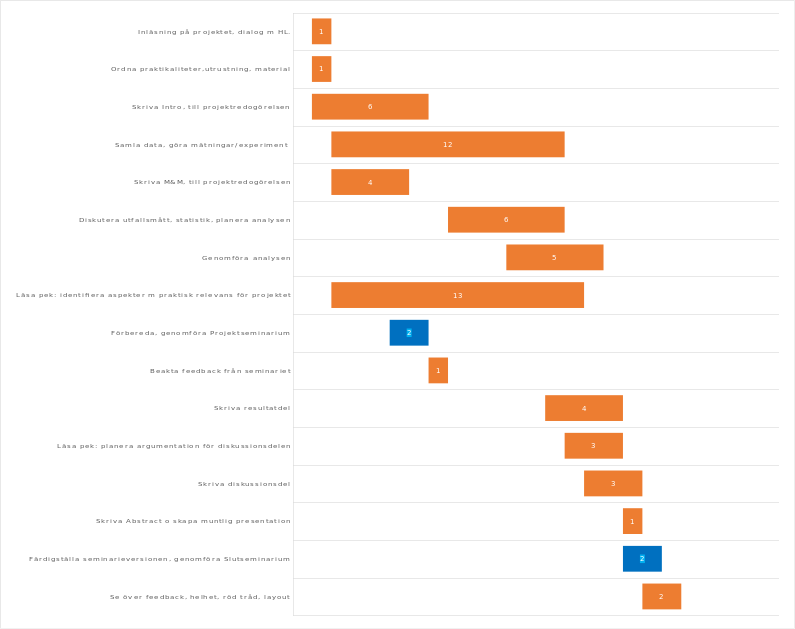 Inläsning på projektet, dialog m HL.
1
Ordna praktikaliteter,utrustning, material
1
Skriva Intro. till projektredogörelsen
6
Samla data, göra mätningar/experiment
12
Skriva M&M. till projektredogörelsen
4
Diskutera utfallsmått, statistik, planera analysen
6
Genomföra analysen
5
Läsa pek: identifiera aspekter m praktisk relevans för projektet
13
Förbereda, genomföra Projektseminarium
2
Beakta feedback från seminariet
1
Skriva resultatdel
4
Läsa pek: planera argumentation för diskussionsdelen
3
Skriva diskussionsdel
3
Skriva Abstract o skapa muntlig presentation
1
Färdigställa seminarieversionen, genomföra Slutseminarium
2
Se över feedback, helhet, röd tråd, layout
2